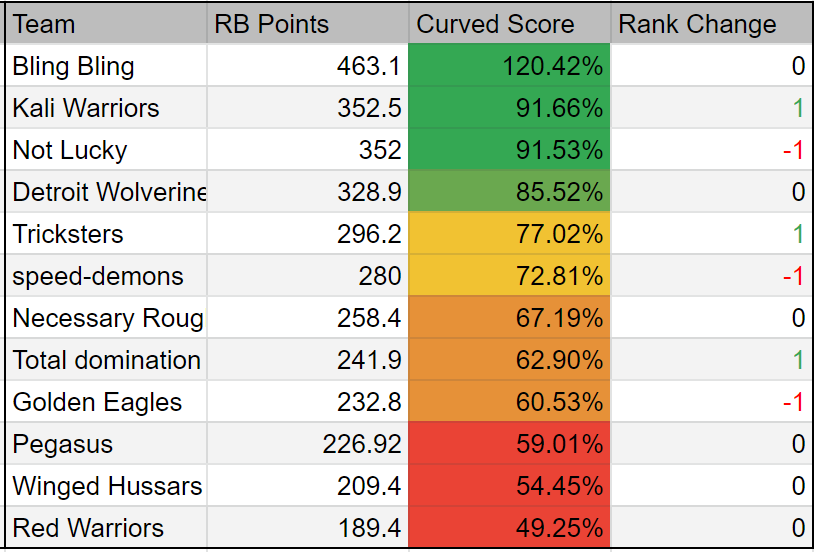 Team RB Points Curved Score Rank Change
Bling Bling 463.1 120.42% 0
Kali Warriors 352.5 91.66% 1
Not Lucky 352 91.53% -1
Detroit Wolverine 328.9 85.52% 0
Tricksters 296.2 77.02% 1
speed-demons 280 72.81% -1
Necessary Roug 258.4 67.19% 0
Total domination 241.9 62.90% 1
Golden Eagles 232.8 60.53% -1
Pegasus 226.92 59.01% 0
Winged Hussars 209.4 54.45% 0
Red Warriors 189.4 49.25% 0